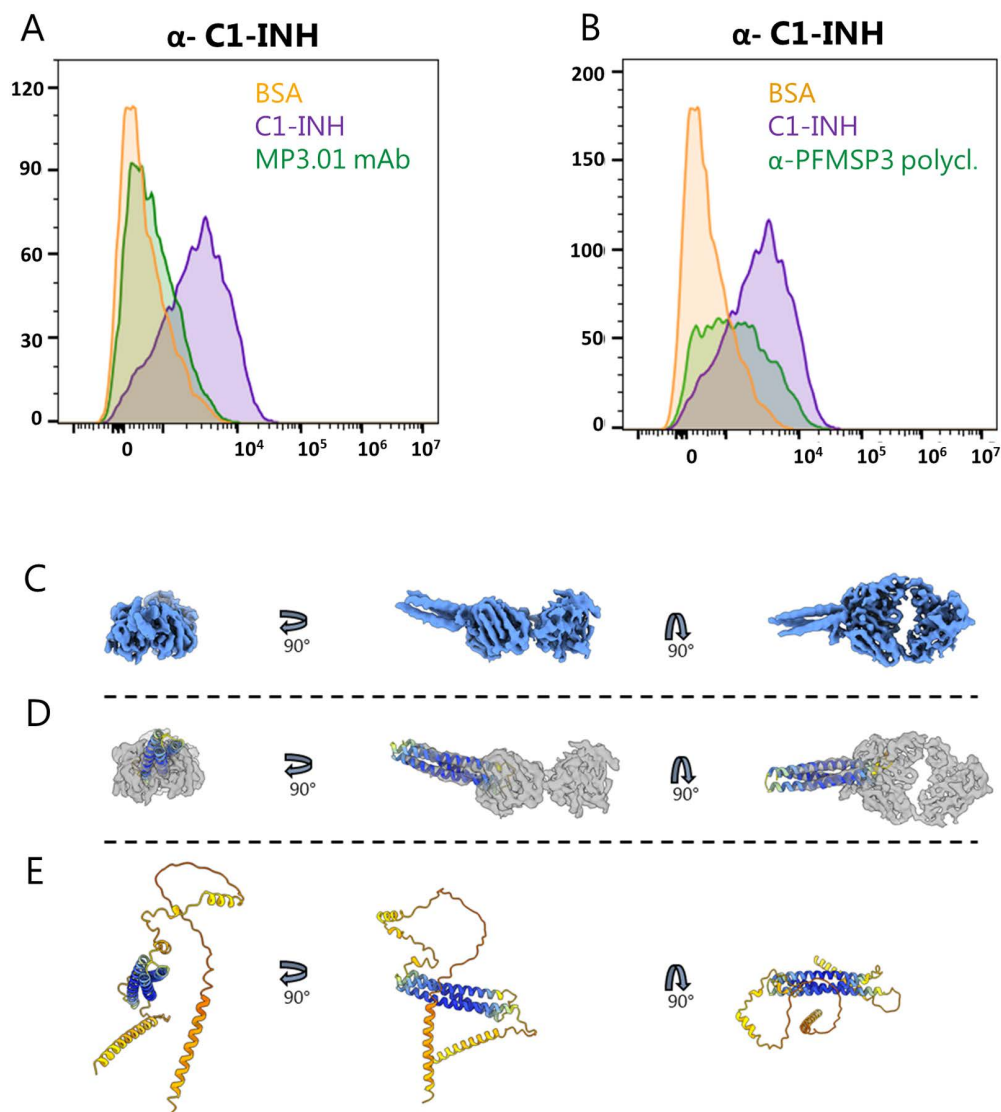 A
α- C1-INH
BSA
C1-INH
MP3.01 mAb
120
90
60
30
0
0
10⁴
10⁵
10⁶
10⁷
B
α- C1-INH
BSA
C1-INH
α-PFMSP3 polycl.
200
150
100
50
0
0
10⁴
10⁵
10⁶
10⁷
C
90°
90°
D
90°
90°
E
90°
90°